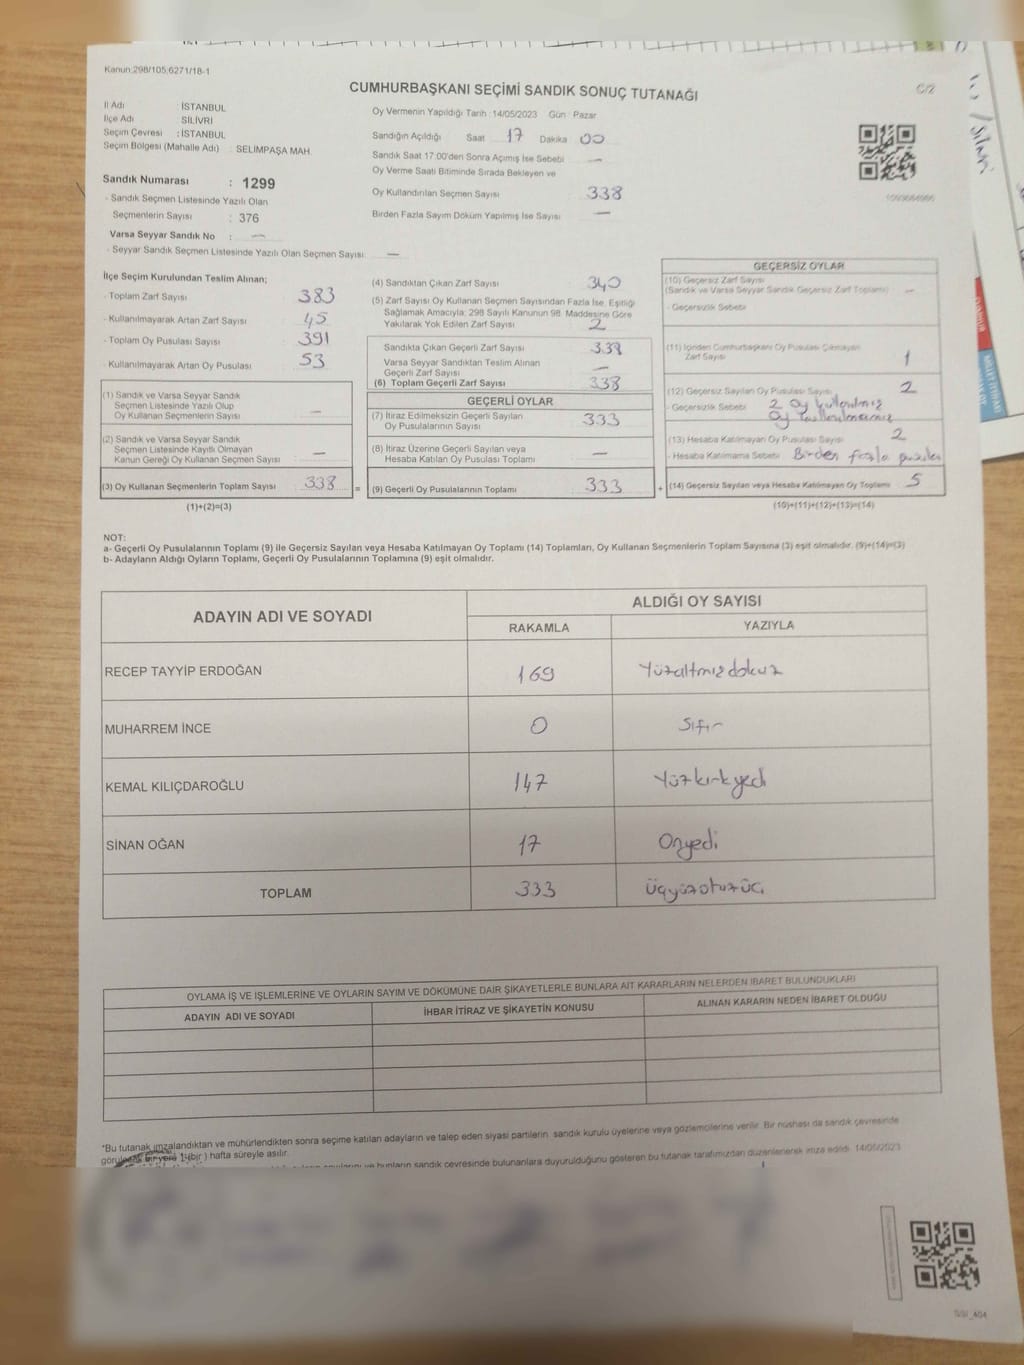 Kanun:298/105,6271/18-1
CUMHURBAŞKANI SEÇİMİ SANDIK SONUÇ TUTANAĞI
C/2
İl Adı : İSTANBUL
İlçe Adı SİLİVRİ
Seçim Çevresi : İSTANBUL
Seçim Bölgesi (Mahalle Adı) : SELİMPAŞA MAH.
Sandık Numarası : 1299
- Sandık Seçmen Listesinde Yazılı Olan
Seçmenlerin Sayısı : 376
Varsa Seyyar Sandık No : —
- Seyyar Sandık Seçmen Listesinde Yazılı Olan Seçmen Sayısı —
Oy Vermenin Yapıldığı Tarih :14/05/2023 Gün : Pazar
Sandığın Açıldığı Saat 17 Dakika 00
Sandık Saat 17:00'den Sonra Açımış İse Sebebi —
Oy Verme Saati Bitiminde Sırada Bekleyen ve
Oy Kullandırılan Seçmen Sayısı 338
Birden Fazla Sayım Döküm Yapılmış İse Sayısı —
İlçe Seçim Kurulundan Teslim Alınan;
- Toplam Zarf Sayısı 383
- Kullanılmayarak Artan Zarf Sayısı 45
- Toplam Oy Pusulası Sayısı 391
- Kullanılmayarak Artan Oy Pusulası 53
(1) Sandık ve Varsa Seyyar Sandık
Seçmen Listesinde Yazılı Olup
Oy Kullanan Seçmenlerin Sayısı —
(2) Sandık ve Varsa Seyyar Sandık
Seçmen Listesinde Kayıtlı Olmayan
Kanun Gereği Oy Kullanan Seçmen Sayısı —
(3) Oy Kullanan Seçmenlerin Toplam Sayısı 338 =
(1)+(2)=(3)
(4) Sandıktan Çıkan Zarf Sayısı 340
(5) Zarf Sayısı Oy Kullanan Seçmen Sayısından Fazla İse, Eşitliği
Sağlamak Amacıyla; 298 Sayılı Kanunun 98. Maddesine Göre
Yakılarak Yok Edilen Zarf Sayısı 2
Sandıkta Çıkan Geçerli Zarf Sayısı 338
Varsa Seyyar Sandıktan Teslim Alınan
Geçerli Zarf Sayısı —
(6) Toplam Geçerli Zarf Sayısı 338
GEÇERLİ OYLAR
(7) İtiraz Edilmeksizin Geçerli Sayılan
Oy Pusulalarının Sayısı 333
(8) İtiraz Üzerine Geçerli Sayılan veya
Hesaba Katılan Oy Pusulası Toplamı —
(9) Geçerli Oy Pusulalarının Toplamı 333 +
GEÇERSİZ OYLAR
(10) Geçersiz Zarf Sayısı
(Sandık ve Varsa Seyyar Sandık Geçersiz Zarf Toplamı) —
- Geçersizlik Sebebi
(11) İçinden Cumhurbaşkanı Oy Pusulası Çıkmayan
Zarf Sayısı 1
(12) Geçersiz Sayılan Oy Pusulası Sayısı 2
- Geçersizlik Sebebi 2 oy kullanılmış
oy kullanılmamış
(13) Hesaba Katılmayan Oy Pusulası Sayısı 2
- Hesaba Katılmama Sebebi Birden fazla pusula
(14) Geçersiz Sayılan veya Hesaba Katılmayan Oy Toplamı 5
(10)+(11)+(12)+(13)=(14)
NOT:
a- Geçerli Oy Pusulalarının Toplamı (9) ile Geçersiz Sayılan veya Hesaba Katılmayan Oy Toplamı (14) Toplamları, Oy Kullanan Seçmenlerin Toplam Sayısına (3) eşit olmalıdır. (9)+(14)=(3)
b- Adayların Aldığı Oyların Toplamı, Geçerli Oy Pusulalarının Toplamına (9) eşit olmalıdır.
ADAYIN ADI VE SOYADI
ALDIĞI OY SAYISI
RAKAMLA YAZIYLA
RECEP TAYYİP ERDOĞAN 169 Yüzaltmışdokuz
MUHARREM İNCE 0 Sıfır
KEMAL KILIÇDAROĞLU 147 Yüzkırkyedi
SİNAN OĞAN 17 Onyedi
TOPLAM 333 Üçyüzotuzüç
OYLAMA İŞ VE İŞLEMLERİNE VE OYLARIN SAYIM VE DÖKÜMÜNE DAİR ŞİKAYETLERLE BUNLARA AİT KARARLARIN NELERDEN İBARET BULUNDUKLARI
ADAYIN ADI VE SOYADI İHBAR İTİRAZ VE ŞİKAYETİN KONUSU ALINAN KARARIN NEDEN İBARET OLDUĞU
*Bu tutanak imzalandıktan ve mühürlendikten sonra seçime katılan adayların ve talep eden siyasi partilerin sandık kurulu üyelerine veya gözlemcilerine verilir. Bir nüshası da sandık çevresinde
bir yere 1 (bir) hafta süreyle asılır.
ve bunların sandık çevresinde bulunanlara duyurulduğunu gösteren bu tutanak tarafımızdan düzenlenerek imza edildi. 14/05/2023